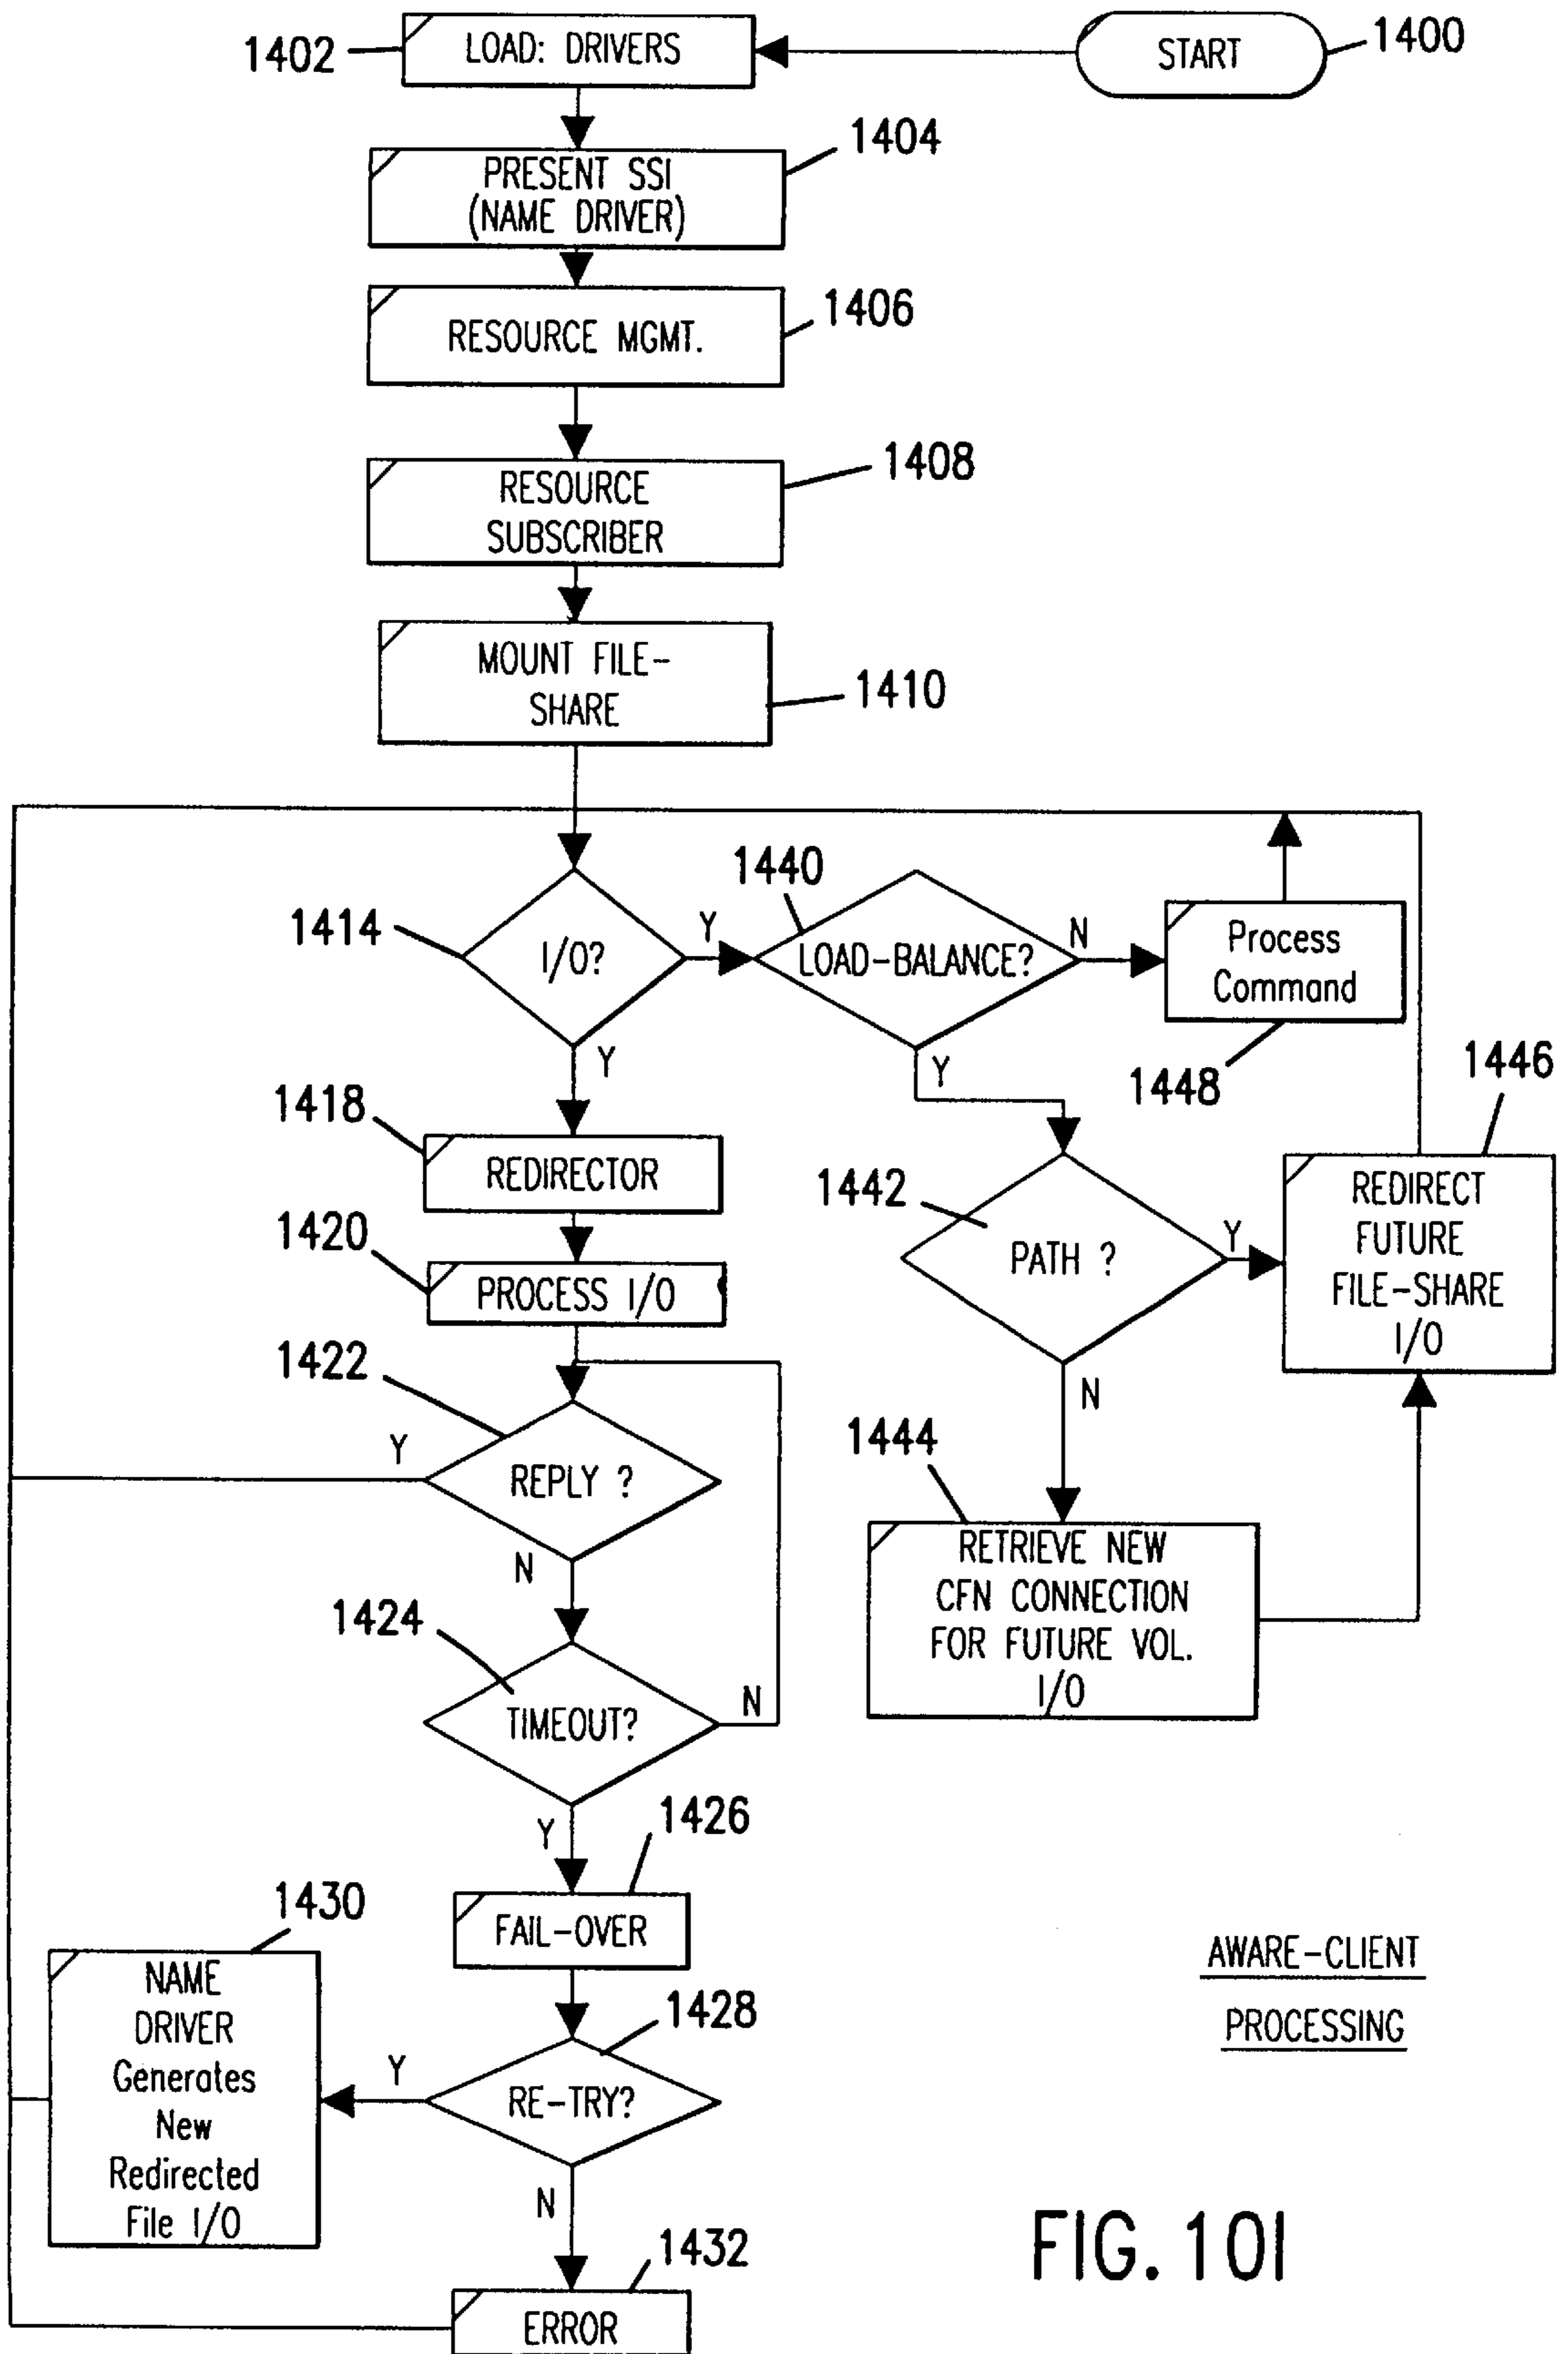 1402
LOAD: DRIVERS
START
1400
1404
PRESENT SSI
(NAME DRIVER)
1406
RESOURCE MGMT.
1408
RESOURCE
SUBSCRIBER
MOUNT FILE-
SHARE
1410
1440
1414
I/O?
Y
LOAD-BALANCE?
N
Process
Command
Y
Y
1448
1446
1418
REDIRECTOR
1442
PATH ?
Y
REDIRECT
FUTURE
FILE-SHARE
I/O
1420
PROCESS I/O
1422
N
Y
REPLY ?
1444
RETRIEVE NEW
CFN CONNECTION
FOR FUTURE VOL.
I/O
N
1424
TIMEOUT?
N
Y
1426
FAIL-OVER
1430
NAME
DRIVER
Generates
New
Redirected
File I/O
1428
Y
RE-TRY?
N
1432
ERROR
AWARE-CLIENT
PROCESSING
FIG. 10I